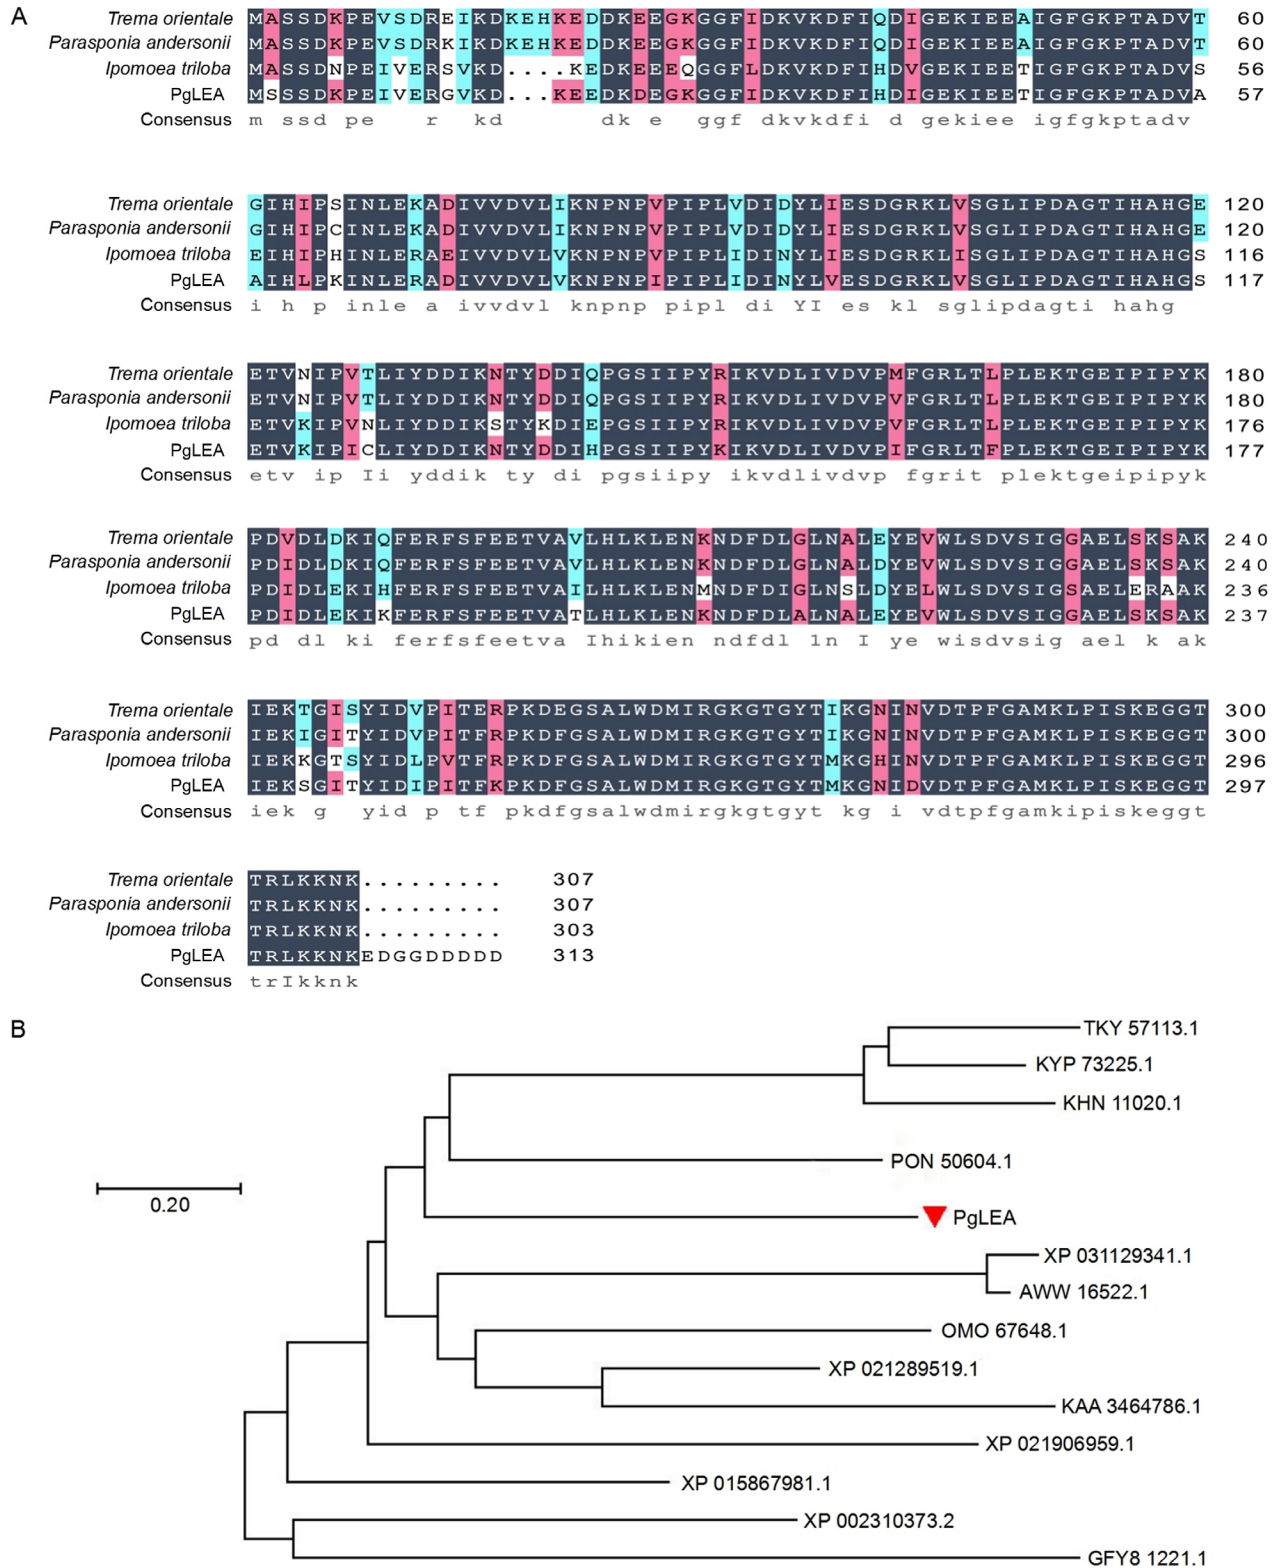 A
Trema orientale MASSDKPEVSDREIKDKEHKEDDKEEGKGGFIDKVKDFIQDIGEKIEEAIGFGKPTADVT 60
Parasponia andersonii MASSDKPEVSDRKIKDKEHKEDDKEEGKGGFIDKVKDFIQDIGEKIEEAIGFGKPTADVT 60
Ipomoea triloba MASSDNPEIVERSVKD....KEDKEEEQGGFLDKVKDFIHDVGEKIEETIGFGKPTADVS 56
PgLEA MSSSDKPEIVERGVKD...KEEDKDEGKGGFIDKVKDFIHDIGEKIEETIGFGKPTADVA 57
Consensus m ssd pe r kd dk e ggf dkvkdfi d gekiee igfgkptadv
Trema orientale GIHIPSINLEKADIVVDVLIKNPNPVPIPLVDIDYLIESDGRKLVSGLIPDAGTIHAHGE 120
Parasponia andersonii GIHIPCINLEKADIVVDVLIKNPNPVPIPLVDIDYLIESDGRKLVSGLIPDAGTIHAHGE 120
Ipomoea triloba EIHIPHINLERAEIVVDVLVKNPNPVPIPLIDINYLIESDGRKLISGLIPDAGTIHAHGS 116
PgLEA AIHLPKINLERADIVVDVLVKNPNPIPIPLIDINYLVESDGRKLVSGLIPDAGTIHAHGS 117
Consensus i h p inle a ivvdvl knpnp pipl di YI es kl sglipdagti hahg
Trema orientale ETVNIPVTLIYDDIKNTYDDIQPGSIIPYRIKVDLIVDVPMFGRLTLPLEKTGEIPIPYK 180
Parasponia andersonii ETVNIPVTLIYDDIKNTYDDIQPGSIIPYRIKVDLIVDVPVFGRLTLPLEKTGEIPIPYK 180
Ipomoea triloba ETVKIPVNLIYDDIKSTYKDIEPGSIIPYRIKVDLIVDVPVFGRLTLPLEKTGEIPIPYK 176
PgLEA ETVKIPICLIYDDIKNTYDDIHPGSIIPYKIKVDLIVDVPIFGRLTFPLEKTGEIPIPYK 177
Consensus etv ip Ii yddik ty di pgsiipy ikvdlivdvp fgrit plektgeipipyk
Trema orientale PDVDLDKIQFERFSFEETVAVLHLKLENKNDFDLGLNALEYEVWLSDVSIGGAELSKSAK 240
Parasponia andersonii PDIDLDKIQFERFSFEETVAVLHLKLENKNDFDLGLNALDYEVWLSDVSIGGAELSKSAK 240
Ipomoea triloba PDIDLEKIHFERFSFEETVAILHLKLENMNDFDIGLNSLDYELWLSDVSIGSAELERAAK 236
PgLEA PDIDLEKIKFERFSFEETVATLHLKLENKNDFDLALNALEYEVWLSDVSIGGAELSKSAK 237
Consensus pd dl ki ferfsfeetva Ihikien ndfdl 1n I ye wisdvsig ael k ak
Trema orientale IEKTGISYIDVPITERPKDEGSALWDMIRGKGTGYTIKGNINVDTPFGAMKLPISKEGGT 300
Parasponia andersonii IEKIGITYIDVPITFRPKDFGSALWDMIRGKGTGYTIKGNINVDTPFGAMKLPISKEGGT 300
Ipomoea triloba IEKKGTSYIDLPVTFRPKDFGSALWDMIRGKGTGYTMKGHINVDTPFGAMKLPISKEGGT 296
PgLEA IEKSGITYIDIPITFKPKDFGSALWDMIRGKGTGYTMKGNIDVDTPFGAMKLPISKEGGT 297
Consensus iek g yid p tf pkdfgsalwdmirgkgtgyt kg i vdtpfgamkipiskeggt
Trema orientale TRLKKNK......... 307
Parasponia andersonii TRLKKNK......... 307
Ipomoea triloba TRLKKNK......... 303
PgLEA TRLKKNKEDGGDDDDD 313
Consensus trIkknk
B
TKY 57113.1
KYP 73225.1
KHN 11020.1
PON 50604.1
0.20
PgLEA
XP 031129341.1
AWW 16522.1
OMO 67648.1
XP 021289519.1
KAA 3464786.1
XP 021906959.1
XP 015867981.1
XP 002310373.2
GFY8 1221.1